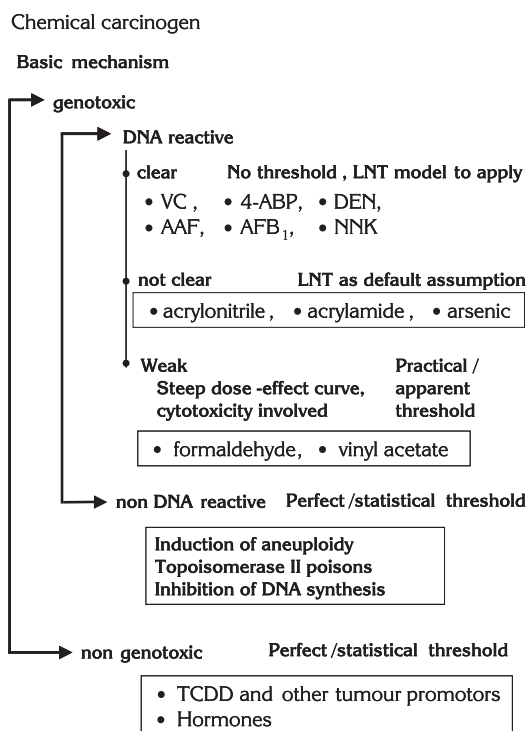 Chemical carcinogen
Basic mechanism
genotoxic
DNA reactive
clear No threshold , LNT model to apply
• VC , • 4-ABP, • DEN,
• AAF, • AFB₁, • NNK
not clear LNT as default assumption
• acrylonitrile , • acrylamide , • arsenic
Weak Practical /
Steep dose -effect curve, apparent
cytotoxicity involved threshold
• formaldehyde, • vinyl acetate
non DNA reactive Perfect /statistical threshold
Induction of aneuploidy
Topoisomerase II poisons
Inhibition of DNA synthesis
non genotoxic Perfect /statistical threshold
• TCDD and other tumour promotors
• Hormones